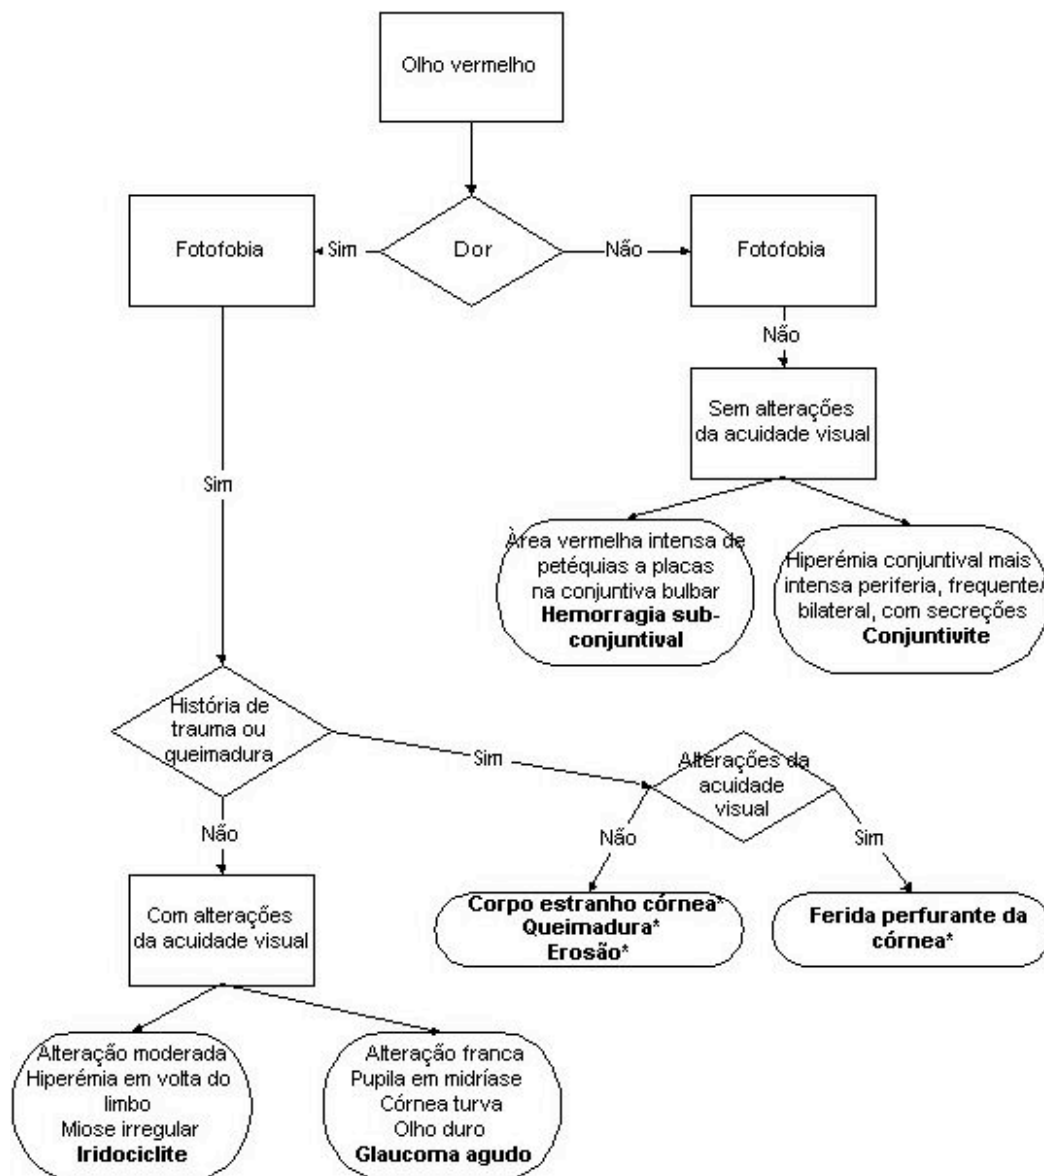 Olho vermelho
Fotofobia
Sim
Dor
Não
Fotofobia
Não
Sem alterações
da acuidade visual
Sim
Àrea vermelha intensa de
petéquias a placas
na conjuntiva bulbar
Hemorragia sub-
conjuntival
Hiperémia conjuntival mais
intensa periferia, frequente/
bilateral, com secreções
Conjuntivite
História de
trauma ou
queimadura
Sim
Alterações da
acuidade
visual
Não
Não
Sim
Com alterações
da acuidade visual
Corpo estranho córnea*
Queimadura*
Erosão*
Ferida perfurante da
córnea*
Alteração moderada
Hiperémia em volta do
limbo
Miose irregular
Iridociclite
Alteração franca
Pupila em midríase
Córnea turva
Olho duro
Glaucoma agudo